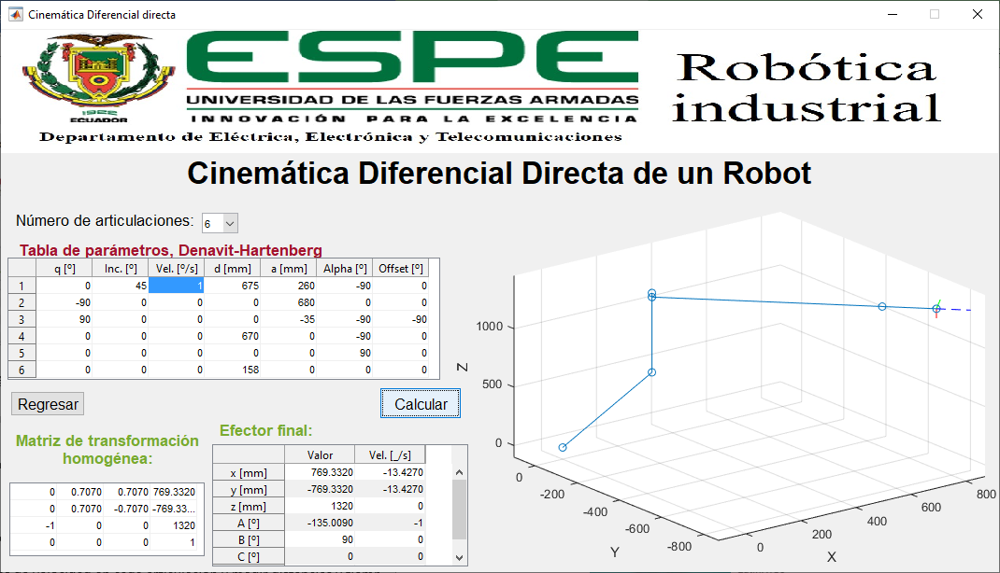 Cinemática Diferencial directa
ESPE
UNIVERSIDAD DE LAS FUERZAS ARMADAS
INNOVACIÓN PARA LA EXCELENCIA
1922
ECUADOR
Departamento de Eléctrica, Electrónica y Telecomunicaciones
Robótica
industrial
Cinemática Diferencial Directa de un Robot
Número de articulaciones: 6
Tabla de parámetros, Denavit-Hartenberg
q [º] Inc. [º] Vel. [º/s] d [mm] a [mm] Alpha [º] Offset [º]
1 0 45 1 675 260 -90 0
2 -90 0 0 0 680 0 0
3 90 0 0 0 -35 -90 -90
4 0 0 0 670 0 -90 0
5 0 0 0 0 0 90 0
6 0 0 0 158 0 0 0
Regresar
Calcular
Matriz de transformación
homogénea:
0 0.7070 0.7070 769.3320
0 0.7070 -0.7070 -769.33...
-1 0 0 1320
0 0 0 1
Efector final:
Valor Vel. [_/s]
x [mm] 769.3320 -13.4270
y [mm] -769.3320 -13.4270
z [mm] 1320 0
A [º] -135.0090 -1
B [º] 90 0
C [º] 0 0
Z
1000
500
0
0
-200
-400
-600
-800
Y
0
200
400
600
800
X